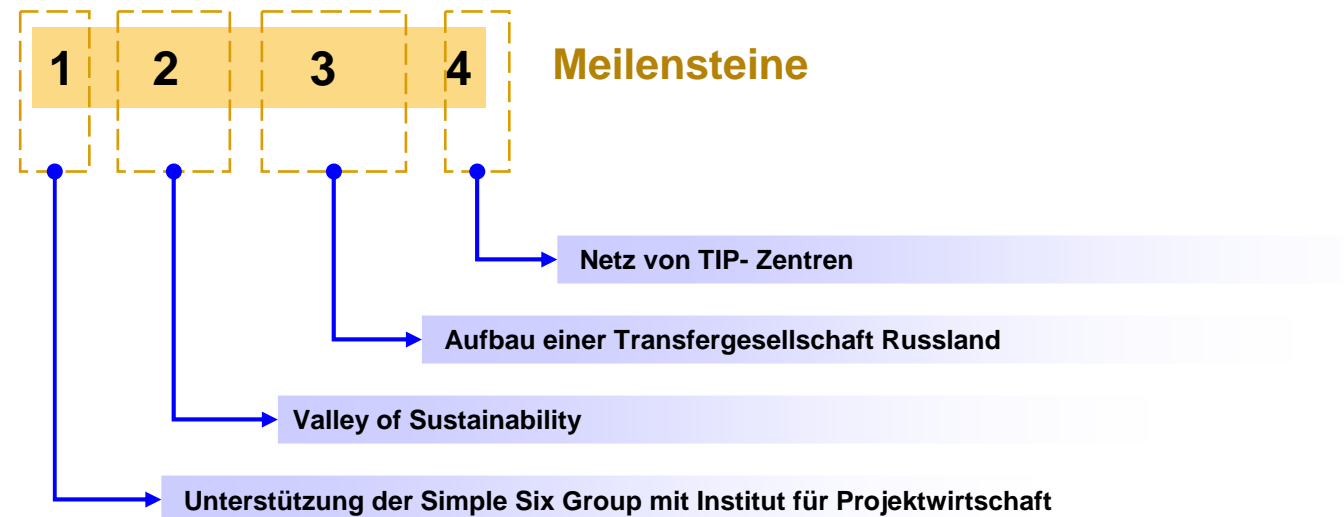 1 2 3 4 Meilensteine
Netz von TIP- Zentren
Aufbau einer Transfergesellschaft Russland
Valley of Sustainability
Unterstützung der Simple Six Group mit Institut für Projektwirtschaft